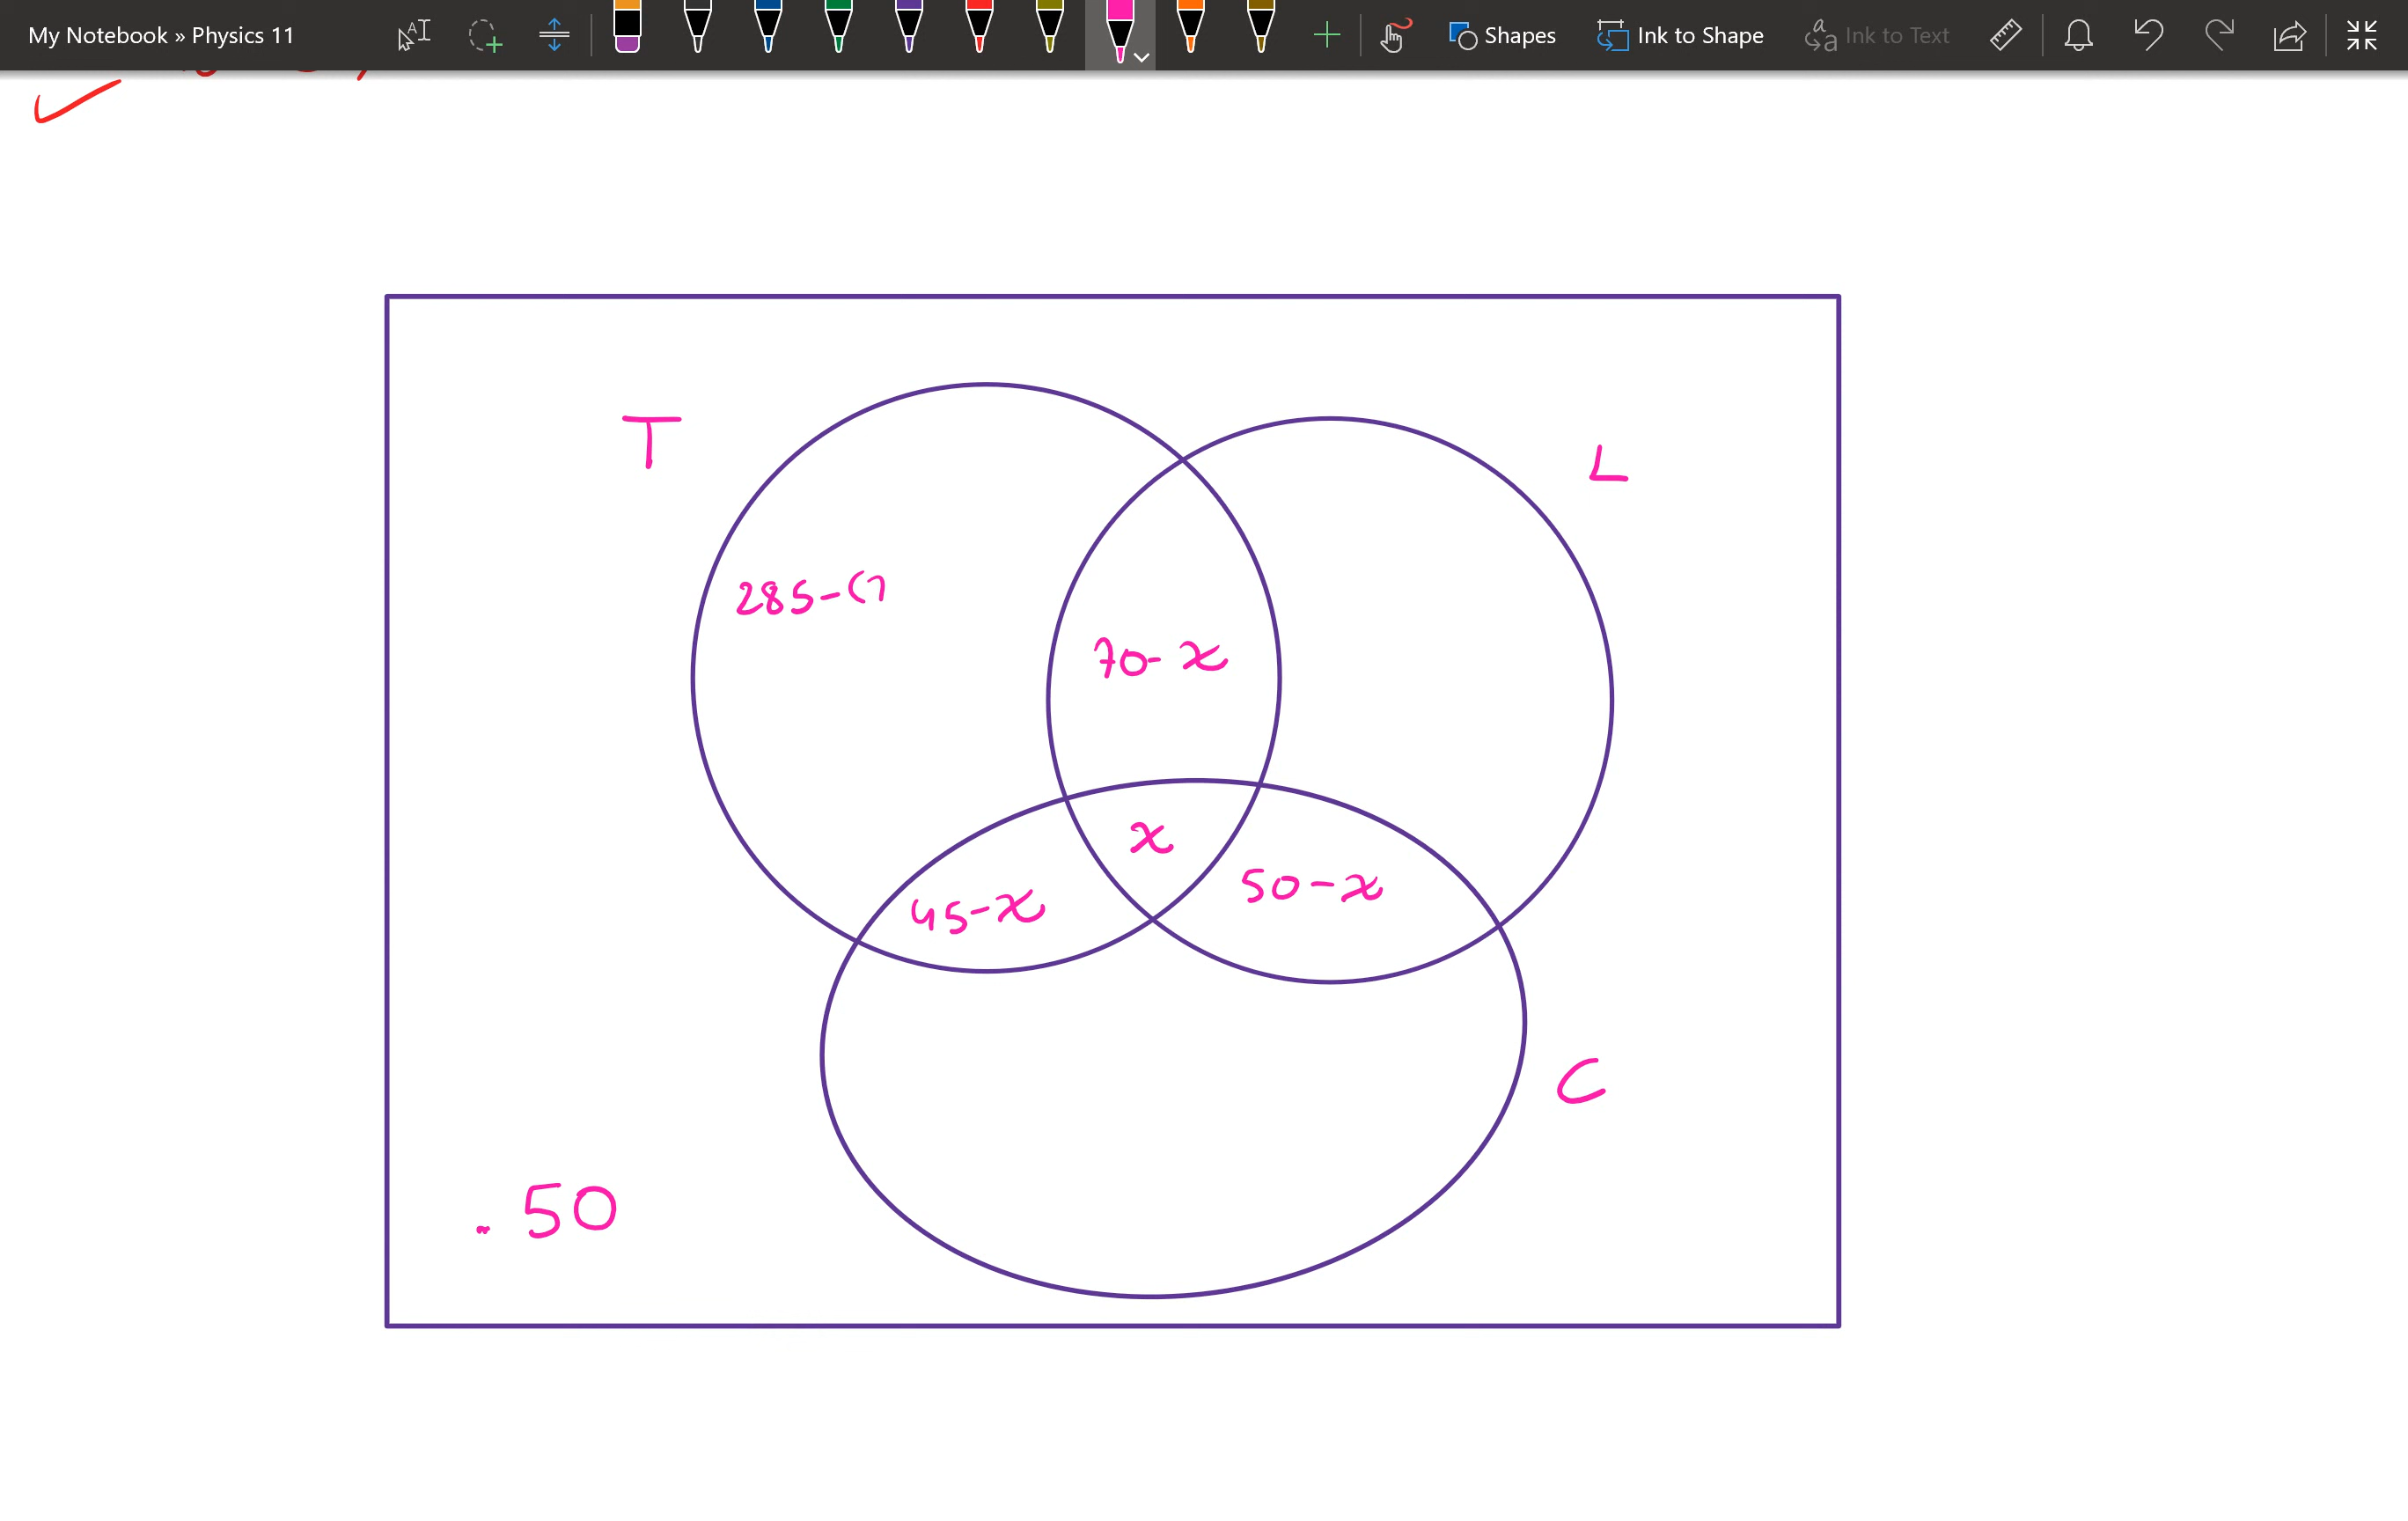 My Notebook » Physics 11
Shapes
Ink to Shape
Ink to Text
T
L
285-(7
70-x
x
45-x
50-x
C
50